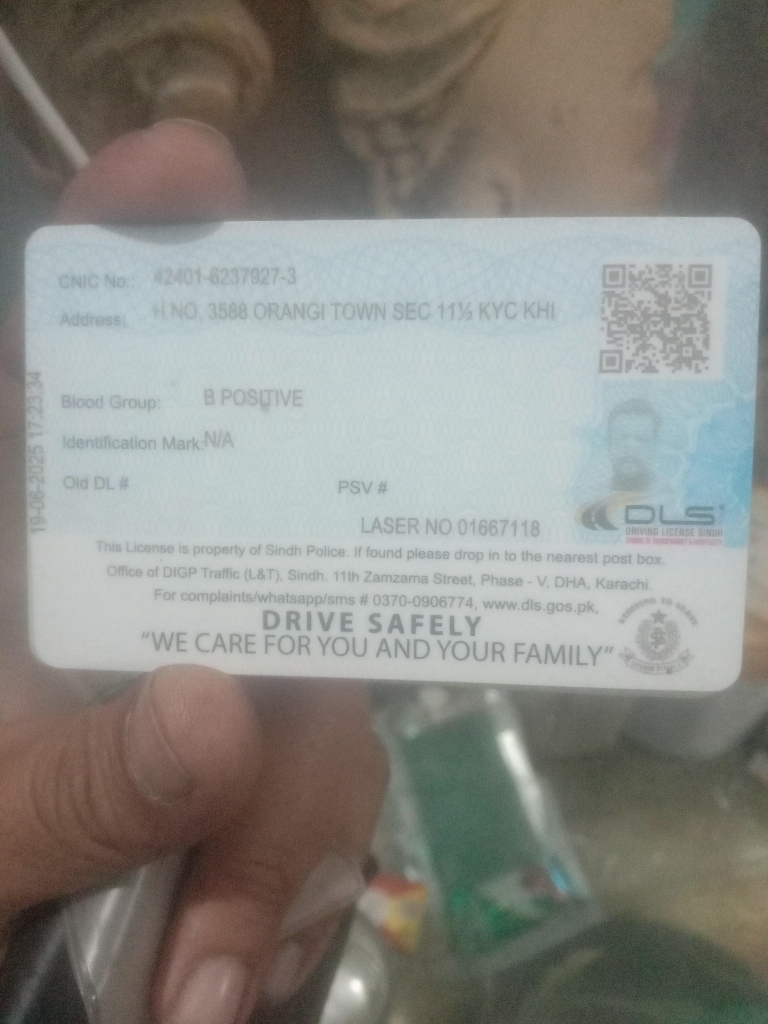 CNIC No: 42401-6237927-3
Address: H NO. 3588 ORANGI TOWN SEC 11½ KYC KHI
Blood Group: B POSITIVE
Identification Mark: N/A
Old DL #
PSV #
LASER NO 01667118
19-06-2025 17:23:34
DLS
DRIVING LICENSE SINDH
This License is property of Sindh Police. If found please drop in to the nearest post box.
Office of DIGP Traffic (L&T), Sindh. 11th Zamzama Street, Phase - V, DHA, Karachi.
For complaints/whatsapp/sms # 0370-0906774, www.dls.gos.pk,
DRIVE SAFELY
“WE CARE FOR YOU AND YOUR FAMILY”